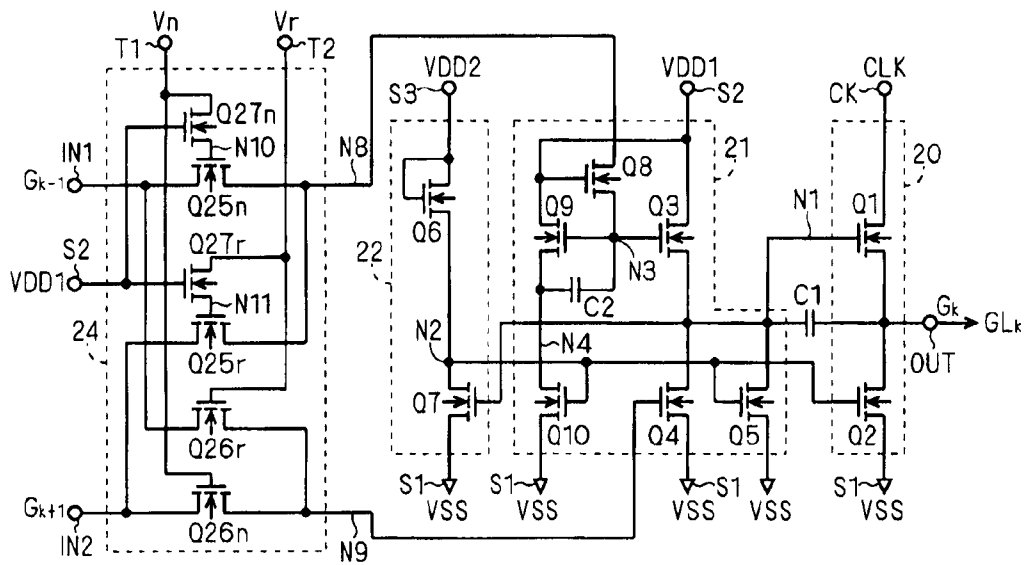 Vn Vr
T1 T2
VDD2 VDD1 CLK
S3 S2 CK
Q27n N10 N8 21 20
IN1 Gk-1 Q8 N1 Q1
Q25n Q6 Q9 Q3
S2 Q27r 22 N3
VDD1 N11 C2 C1 Gk GLk
24 Q25r N2 N4 OUT
Q7 Q10 Q4 Q5 Q2
Q26r
S1 S1 S1 S1
VSS VSS VSS VSS VSS
Gk+1 Q26n N9
IN2